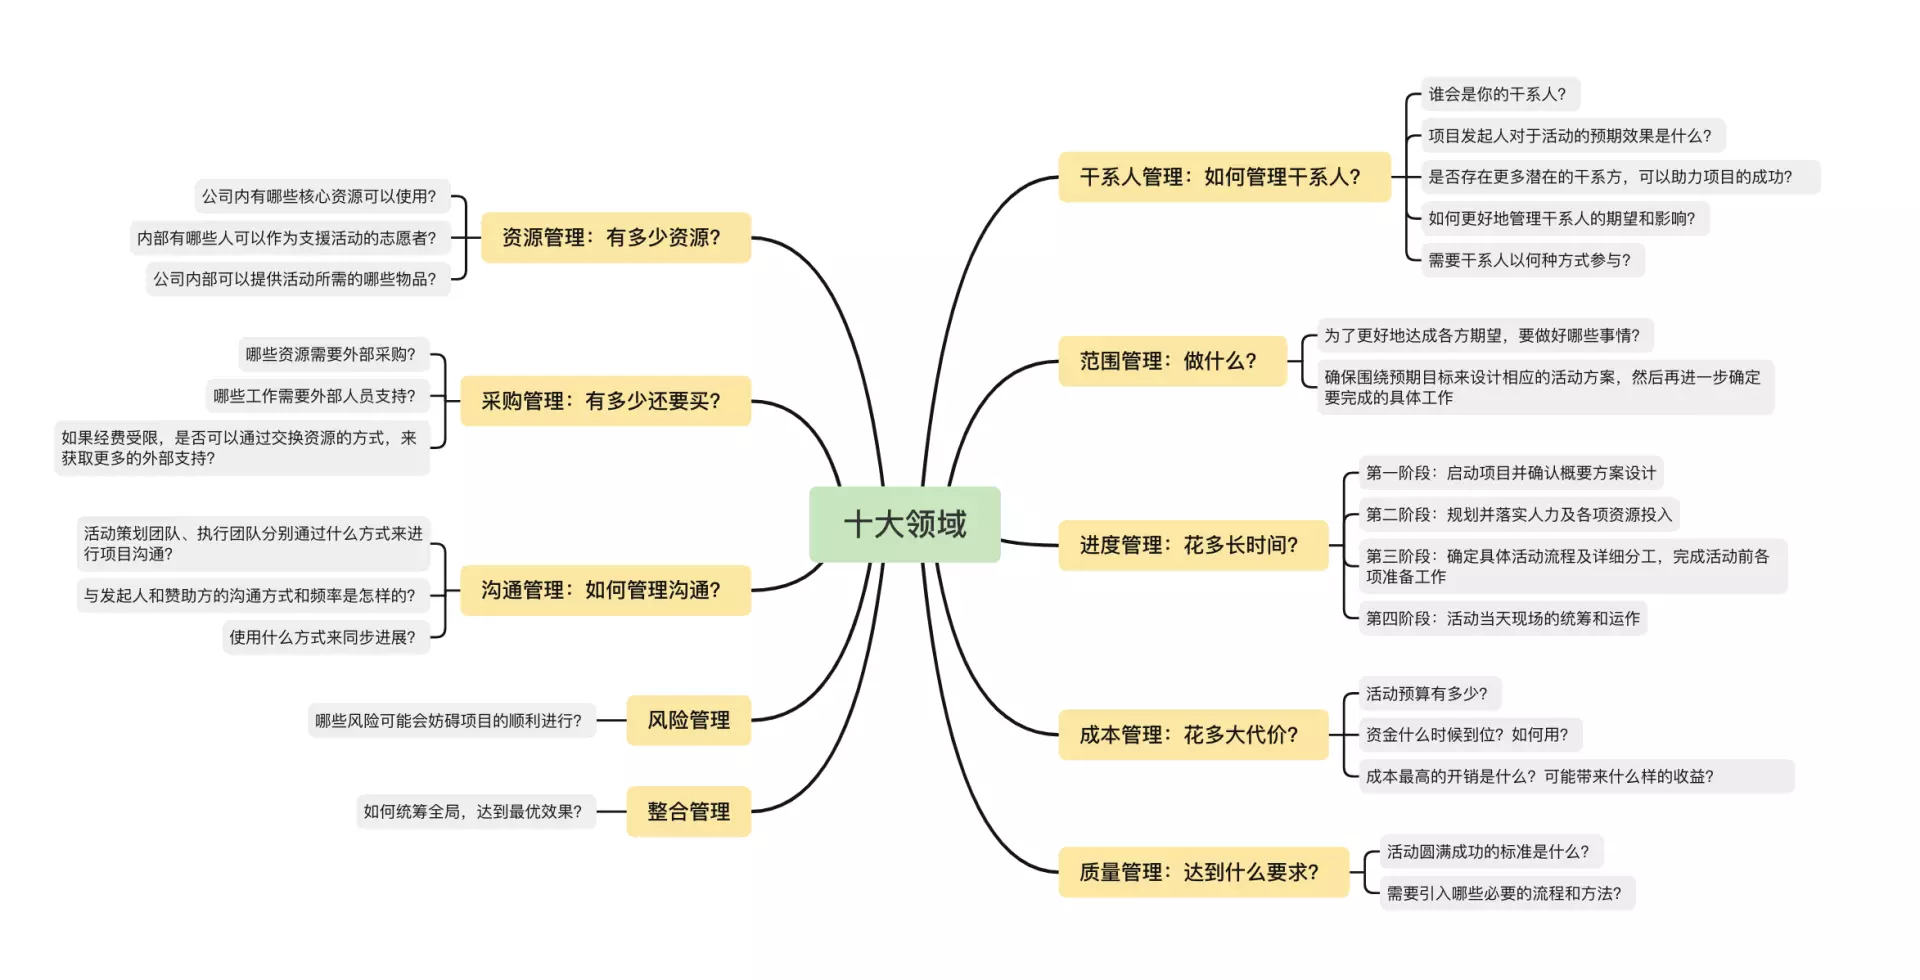 十大领域
干系人管理：如何管理干系人？
谁会是你的干系人？
项目发起人对于活动的预期效果是什么？
是否存在更多潜在的干系方，可以助力项目的成功？
如何更好地管理干系人的期望和影响？
需要干系人以何种方式参与？
范围管理：做什么？
为了更好地达成各方期望，要做好哪些事情？
确保围绕预期目标来设计相应的活动方案，然后再进一步确定
要完成的具体工作
进度管理：花多长时间？
第一阶段：启动项目并确认概要方案设计
第二阶段：规划并落实人力及各项资源投入
第三阶段：确定具体活动流程及详细分工，完成活动前各
项准备工作
第四阶段：活动当天现场的统筹和运作
成本管理：花多大代价？
活动预算有多少？
资金什么时候到位？如何用？
成本最高的开销是什么？可能带来什么样的收益？
质量管理：达到什么要求？
活动圆满成功的标准是什么？
需要引入哪些必要的流程和方法？
资源管理：有多少资源？
公司内有哪些核心资源可以使用？
内部有哪些人可以作为支援活动的志愿者？
公司内部可以提供活动所需的哪些物品？
采购管理：有多少还要买？
哪些资源需要外部采购？
哪些工作需要外部人员支持？
如果经费受限，是否可以通过交换资源的方式，来
获取更多的外部支持？
沟通管理：如何管理沟通？
活动策划团队、执行团队分别通过什么方式来进
行项目沟通？
与发起人和赞助方的沟通方式和频率是怎样的？
使用什么方式来同步进展？
风险管理
哪些风险可能会妨碍项目的顺利进行？
整合管理
如何统筹全局，达到最优效果？